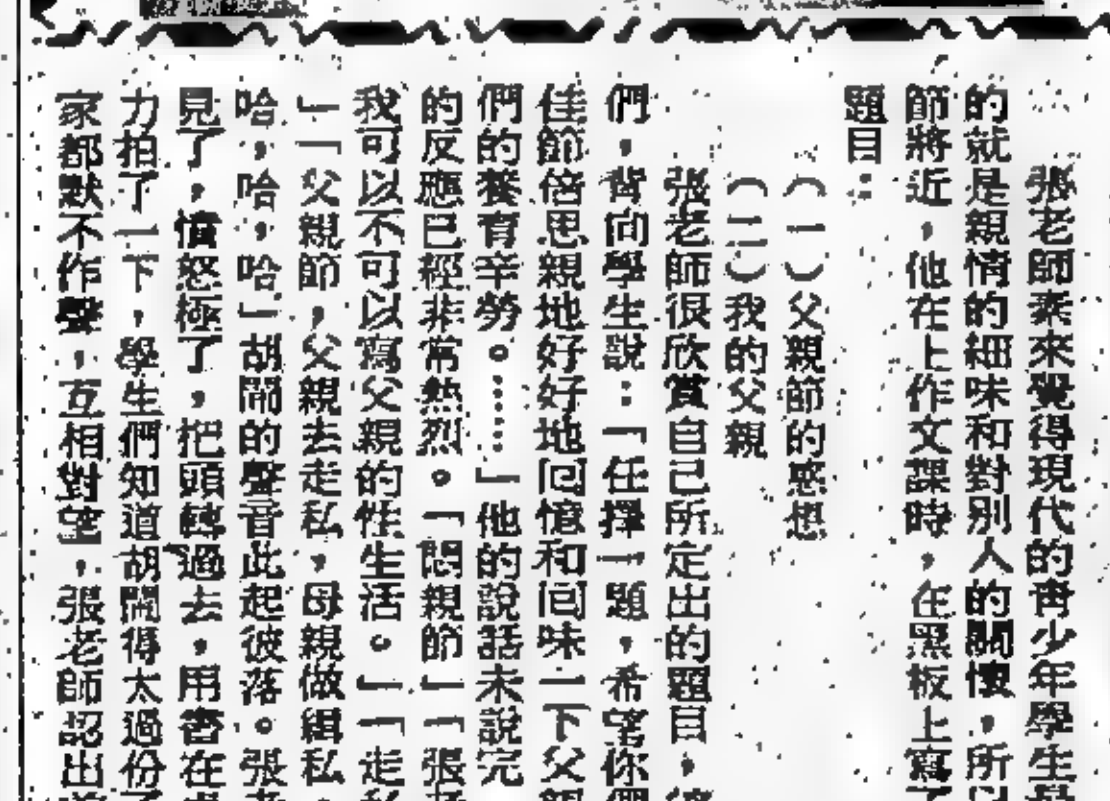 張老師素來覺得現代的青少年學生最
的就是親情的細味和對別人的關懷，所以
節將近，他在上作文課時，在黑板上寫了
題目：
（一）父親節的感想
（二）我的父親
張老師很欣賞自己所定出的題目，
們，背向學生說：「任擇一題，希望你們
佳節倍思親地好好地回憶和回味一下父親
們的養育辛勞。……」他的說話未說完
的反應已經非常熱烈。「悶親節」「張老
我可以不可以寫父親的性生活。」「走私
」「父親節，父親去走私，母親做緝私，
哈，哈，哈」胡鬧的聲音此起彼落。張老
見了，憤怒極了，把頭轉過去，用書在桌
力拍了一下，學生們知道胡鬧得太過份了
家都默不作聲，互相對望，張老師認出